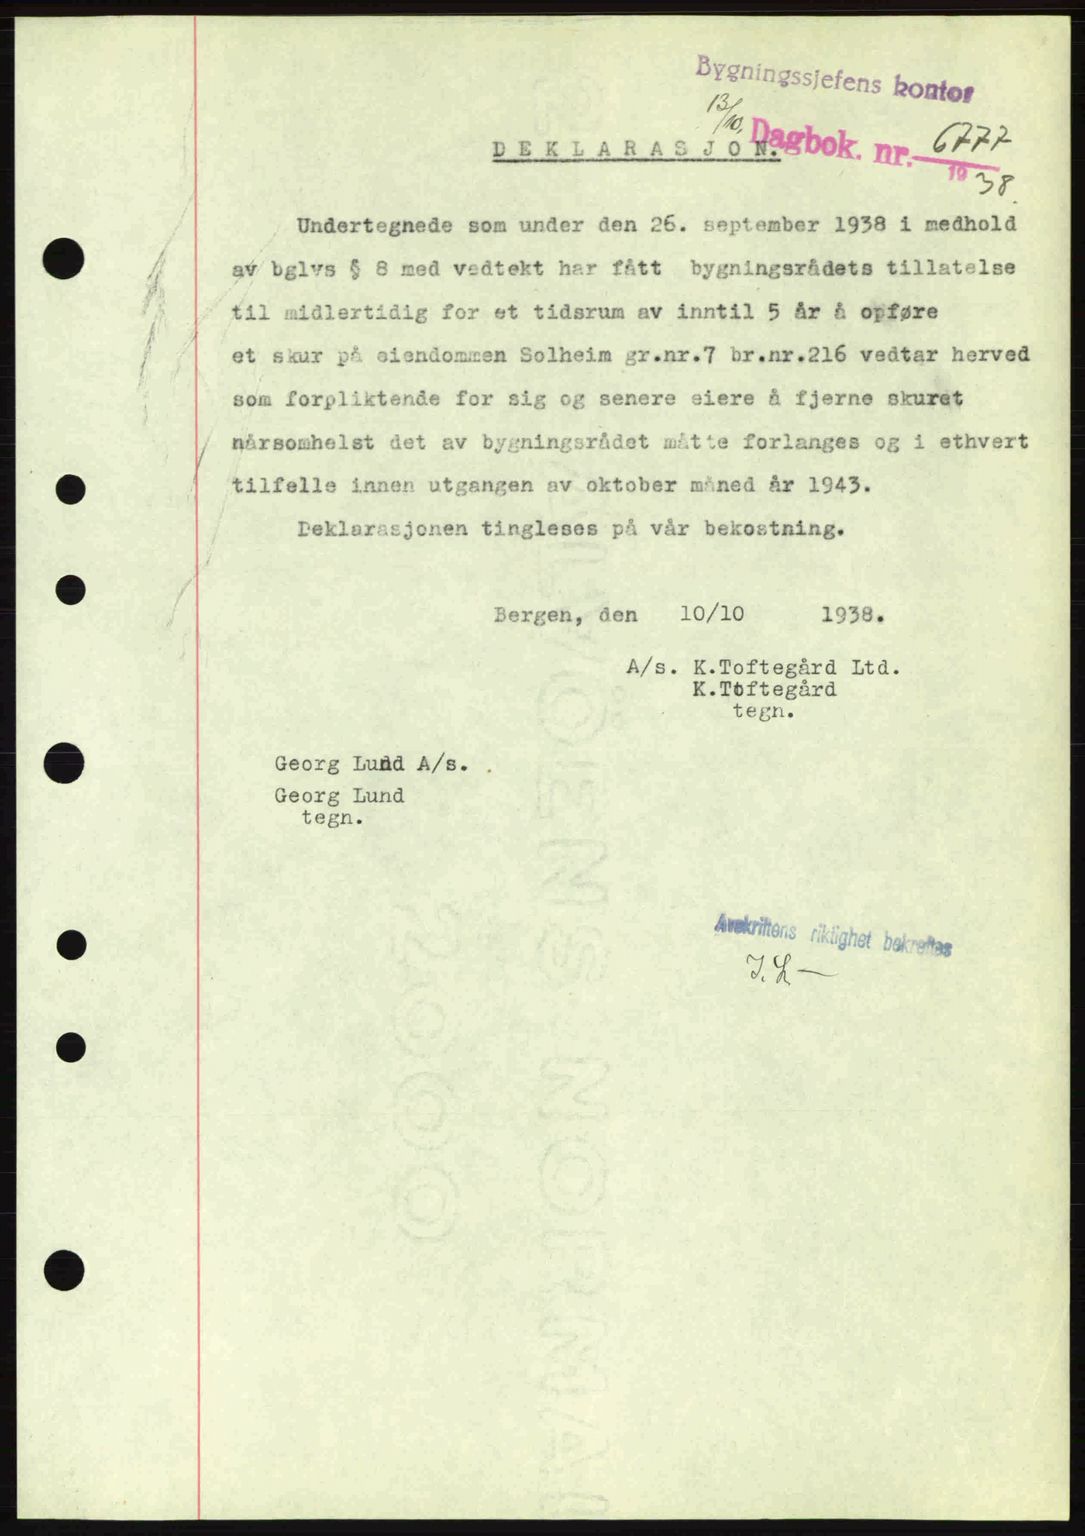 Bygningssjefens kontor
13/10.
Dagbok. nr. 6777
1938.
DEKLARASJON.
Undertegnede som under den 26. september 1938 i medhold
av bglvs § 8 med vedtekt har fått bygningsrådets tillatelse
til midlertidig for et tidsrum av inntil 5 år å opføre
et skur på eiendommen Solheim gr.nr.7 br.nr.216 vedtar herved
som forpliktende for sig og senere eiere å fjerne skuret
nårsomhelst det av bygningsrådet måtte forlanges og i ethvert
tilfelle innen utgangen av oktober måned år 1943.
Deklarasjonen tingleses på vår bekostning.
Bergen, den 10/10 1938.
A/s. K.Toftegård Ltd.
K.Toftegård
tegn.
Georg Lund A/s.
Georg Lund
tegn.
Avskriftens riktighet bekreftes